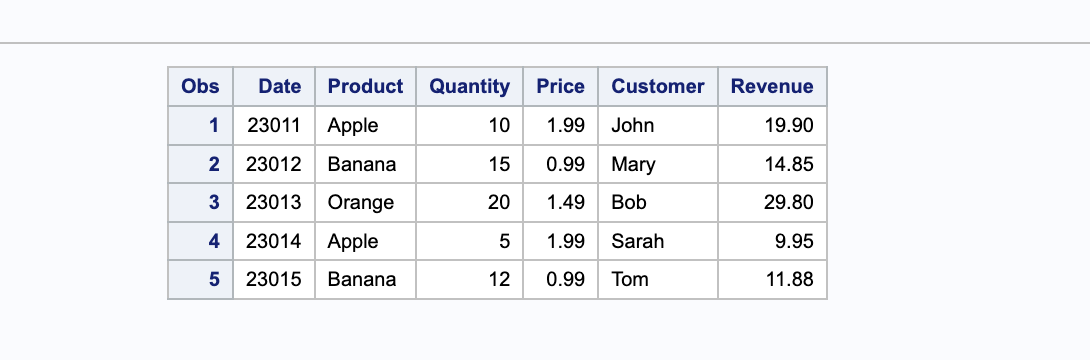 Obs Date Product Quantity Price Customer Revenue
1 23011 Apple 10 1.99 John 19.90
2 23012 Banana 15 0.99 Mary 14.85
3 23013 Orange 20 1.49 Bob 29.80
4 23014 Apple 5 1.99 Sarah 9.95
5 23015 Banana 12 0.99 Tom 11.88